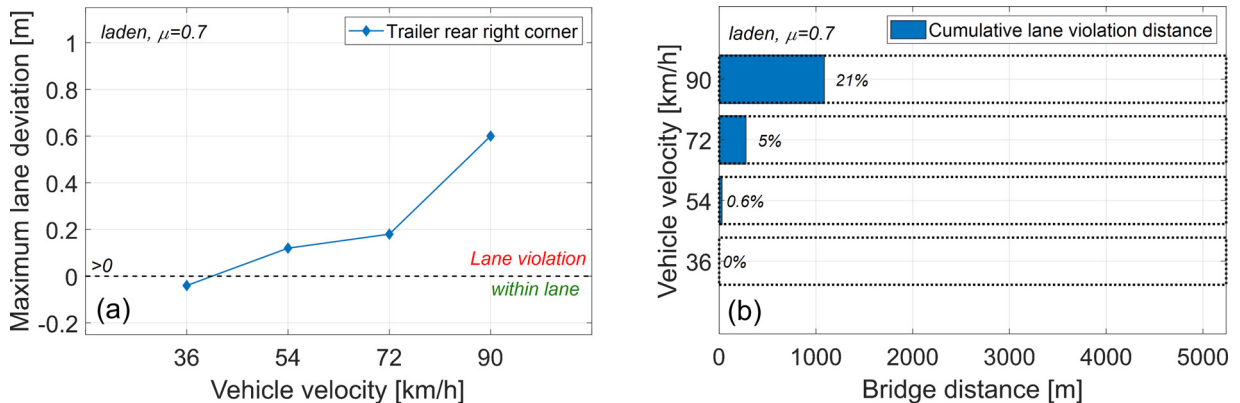 Maximum lane deviation [m]
laden, μ=0.7
Trailer rear right corner
1
0.8
0.6
0.4
0.2
0
-0.2
>0
Lane violation
within lane
(a)
36 54 72 90
Vehicle velocity [km/h]
Vehicle velocity [km/h]
laden, μ=0.7
Cumulative lane violation distance
90 21%
72 5%
54 0.6%
36 0%
(b)
0 1000 2000 3000 4000 5000
Bridge distance [m]